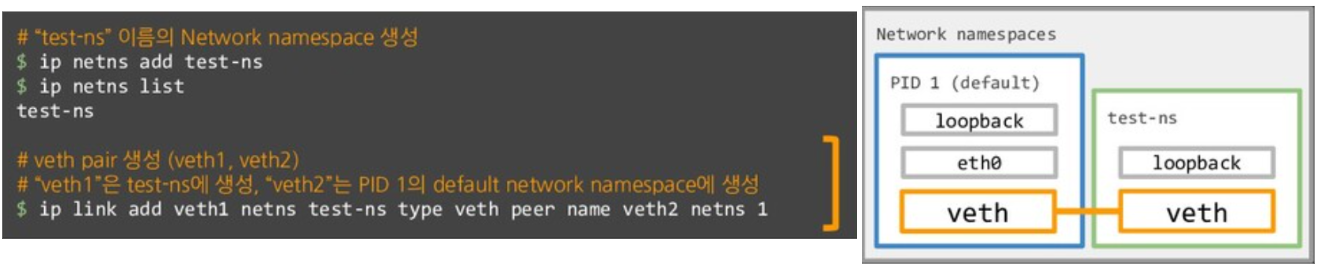 # “test-ns” 이름의 Network namespace 생성
$ ip netns add test-ns
$ ip netns list
test-ns
# veth pair 생성 (veth1, veth2)
# “veth1”은 test-ns에 생성, “veth2”는 PID 1의 default network namespace에 생성
$ ip link add veth1 netns test-ns type veth peer name veth2 netns 1
Network namespaces
PID 1 (default)
loopback
eth0
veth
test-ns
loopback
veth